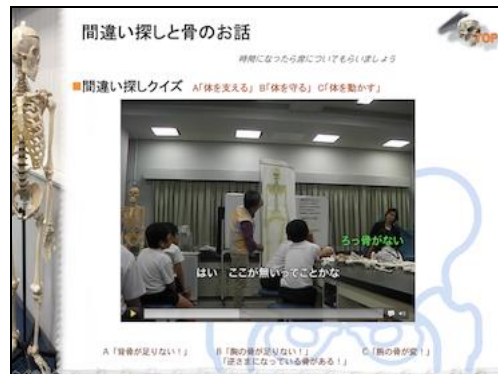 間違い探しと骨のお話
TOP
時間になったら席についてもらいましょう
■間違い探しクイズ A「体を支える」 B「体を守る」 C「体を動かす」
ろっ骨がない
はい ここが無いってことかな
A「背骨が足りない！」 B「胸の骨が足りない！」 C「腕の骨が変！」
「逆さまになっている骨がある！」